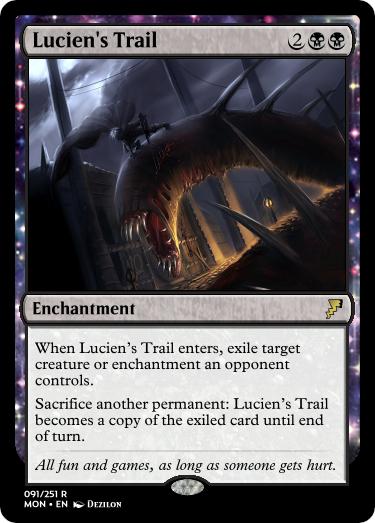 Lucien's Trail 2
Enchantment
When Lucien's Trail enters, exile target
creature or enchantment an opponent
controls.
Sacrifice another permanent: Lucien's Trail
becomes a copy of the exiled card until end
of turn.
All fun and games, as long as someone gets hurt.
091/251 R
MON • EN Dezilon